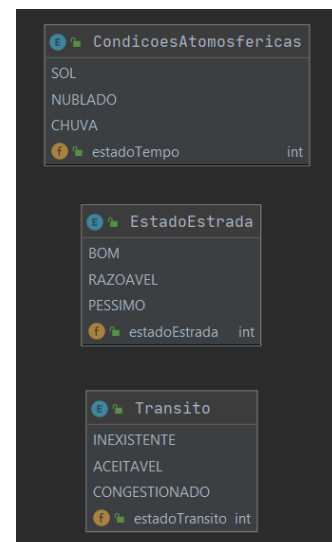 E CondicoesAtomosfericas
SOL
NUBLADO
CHUVA
f estadoTempo int
E EstadoEstrada
BOM
RAZOAVEL
PESSIMO
f estadoEstrada int
E Transito
INEXISTENTE
ACEITAVEL
CONGESTIONADO
f estadoTransito int